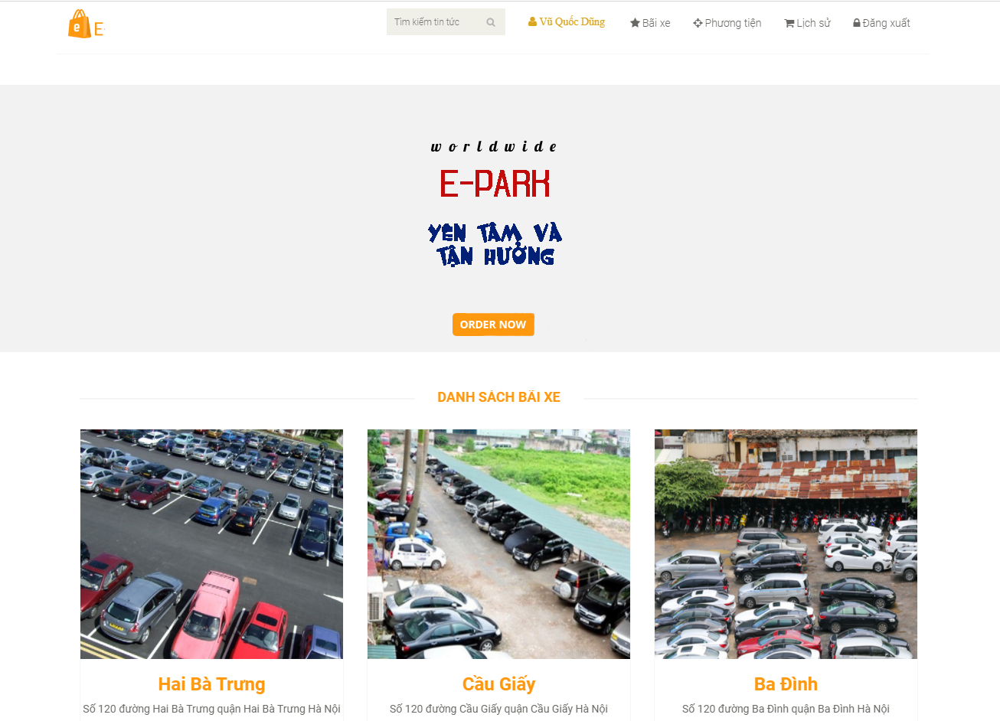 e E
Tìm kiếm tin tức
Vũ Quốc Dũng
Bãi xe
Phương tiện
Lịch sử
Đăng xuất
worldwide
E-PARK
YÊN TÂM VÀ
TẬN HƯỞNG
ORDER NOW
DANH SÁCH BÃI XE
Hai Bà Trưng
Số 120 đường Hai Bà Trưng quận Hai Bà Trưng Hà Nội
Cầu Giấy
Số 120 đường Cầu Giấy quận Cầu Giấy Hà Nội
Ba Đình
Số 120 đường Ba Đình quận Ba Đình Hà Nội